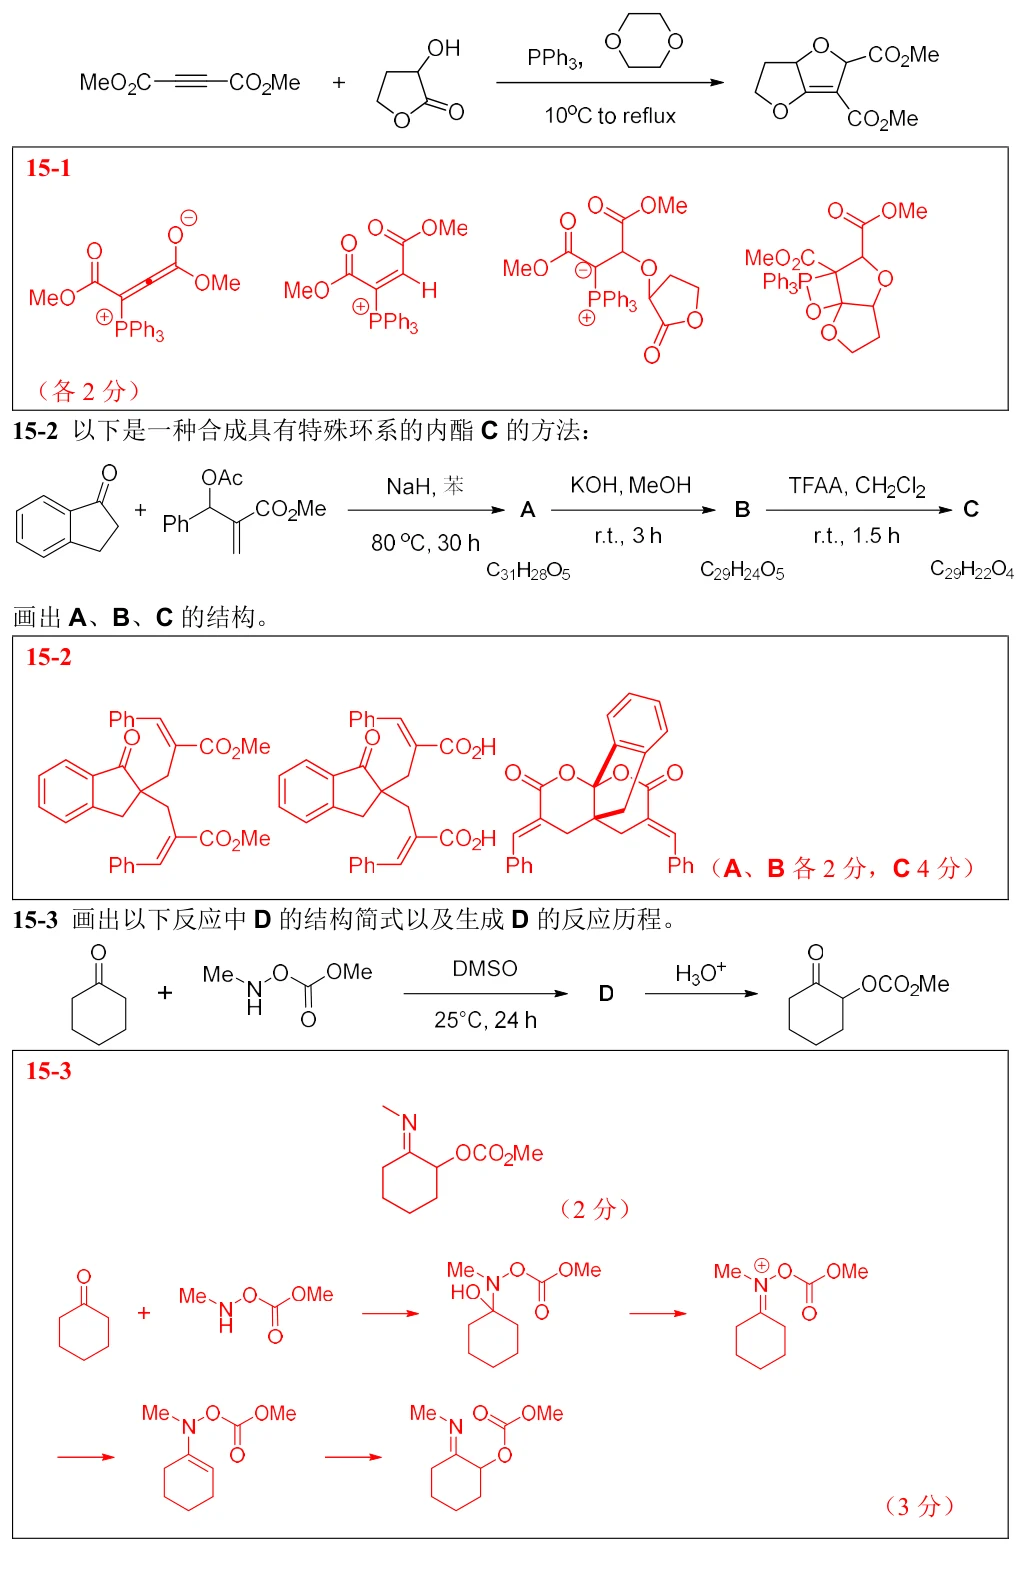 MeO₂C CO₂Me + OH O O PPh₃, O O 10°C to reflux O CO₂Me O CO₂Me
15-1
O O⊖ MeO OMe ⊕PPh₃
O OMe O MeO H ⊕PPh₃
O OMe O MeO ⊖ O PPh₃ ⊕ O O
O OMe MeO₂C Ph₃P O O O
（各 2 分）
15-2 以下是一种合成具有特殊环系的内酯 C 的方法：
O + OAc Ph CO₂Me NaH, 苯 80 °C, 30 h A KOH, MeOH r.t., 3 h B TFAA, CH₂Cl₂ r.t., 1.5 h C
C₃₁H₂₈O₅ C₂₉H₂₄O₅ C₂₉H₂₂O₄
画出 A、B、C 的结构。
15-2
Ph O CO₂Me CO₂Me Ph
Ph O CO₂H CO₂H Ph
O O O O Ph Ph
（A、B 各 2 分，C 4 分）
15-3 画出以下反应中 D 的结构简式以及生成 D 的反应历程。
O + Me N H O OMe O DMSO 25°C, 24 h D H₃O⁺ O OCO₂Me
15-3
N OCO₂Me
（2 分）
O + Me N H O OMe O
Me N O OMe HO O
Me ⊕ N O OMe O
Me N O OMe O
Me N O OMe O
（3 分）